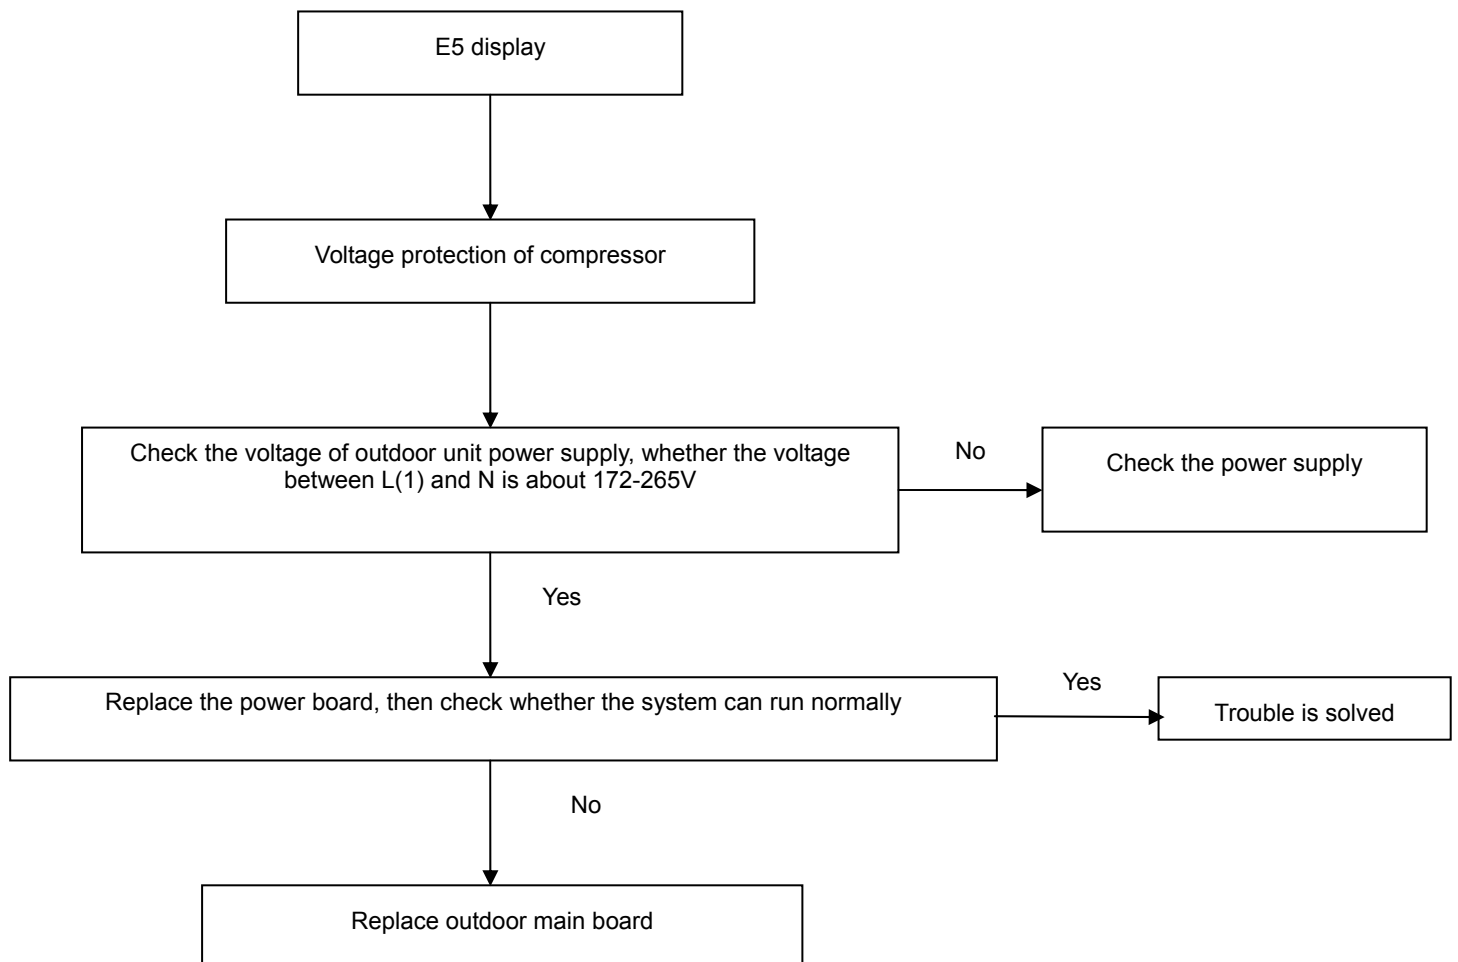 E5 display
Voltage protection of compressor
Check the voltage of outdoor unit power supply, whether the voltage
between L(1) and N is about 172-265V
No
Check the power supply
Yes
Replace the power board, then check whether the system can run normally
Yes
Trouble is solved
No
Replace outdoor main board